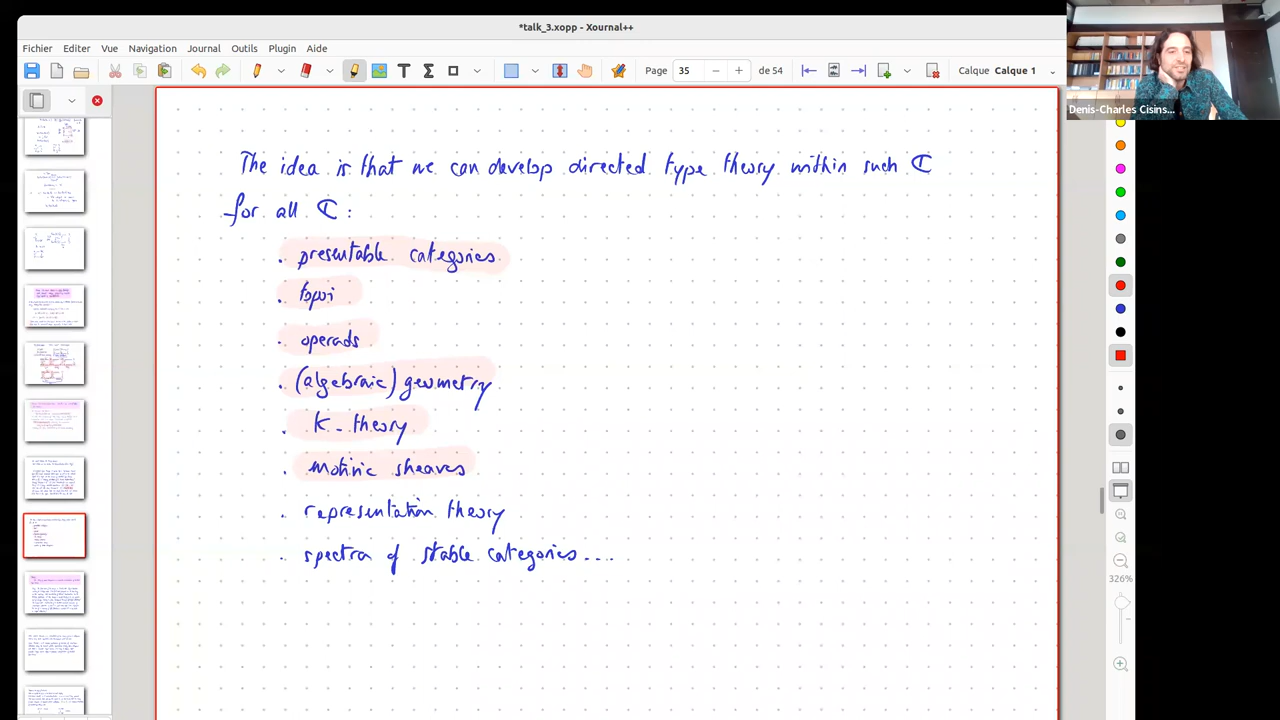 *talk_3.xopp - Xournal++
Fichier Editer Vue Navigation Journal Outils Plugin Aide
Page 35 de 54 Calque Calque 1
Denis-Charles Cisins...
The idea is that we can develop directed type theory within such ℂ
for all ℂ :
. presentable categories
. topoi
. operads
. (algebraic) geometry
. K-theory
. motivic sheaves
. representation theory
. spectra of stable categories....
326%